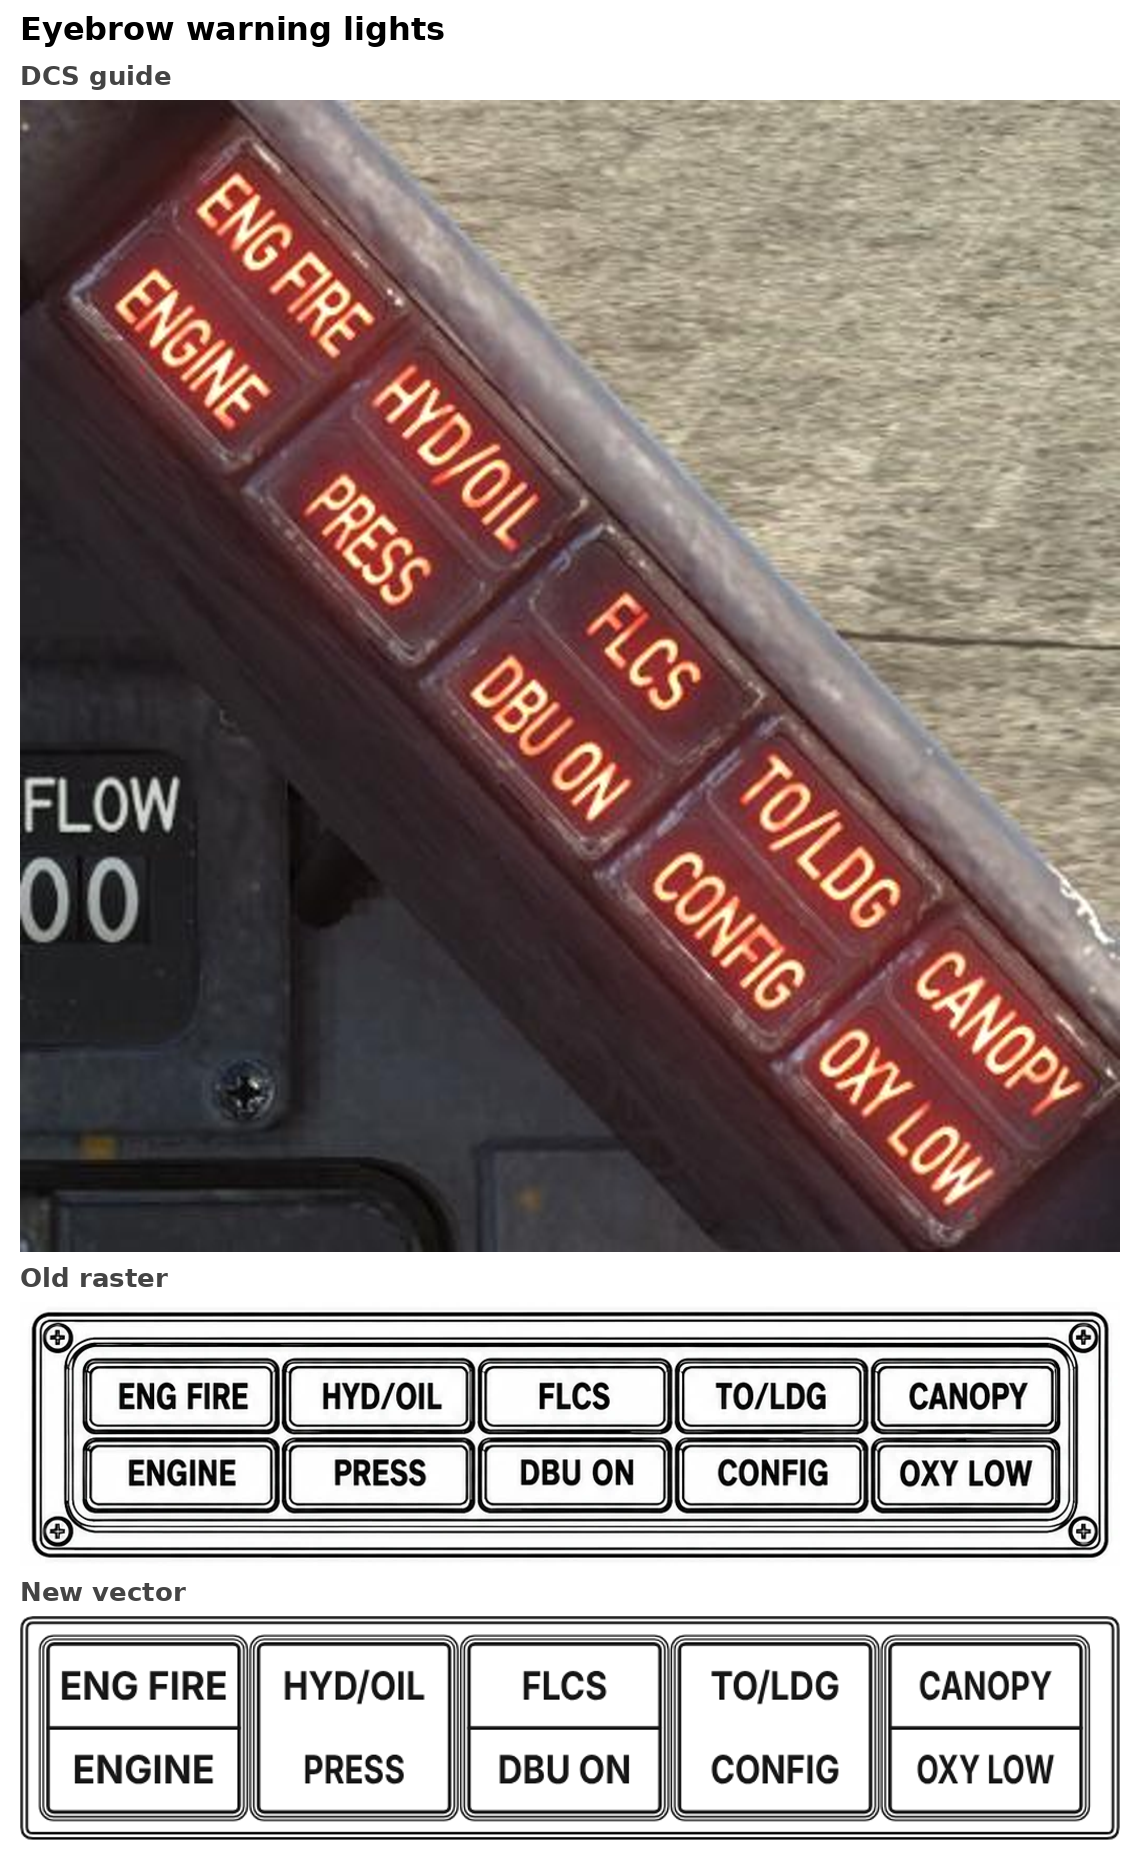 Eyebrow warning lights
DCS guide
ENG FIRE
ENGINE
HYD/OIL
PRESS
FLCS
DBU ON
TO/LDG
CONFIG
CANOPY
OXY LOW
FLOW
00
Old raster
ENG FIRE HYD/OIL FLCS TO/LDG CANOPY
ENGINE PRESS DBU ON CONFIG OXY LOW
New vector
ENG FIRE HYD/OIL FLCS TO/LDG CANOPY
ENGINE PRESS DBU ON CONFIG OXY LOW